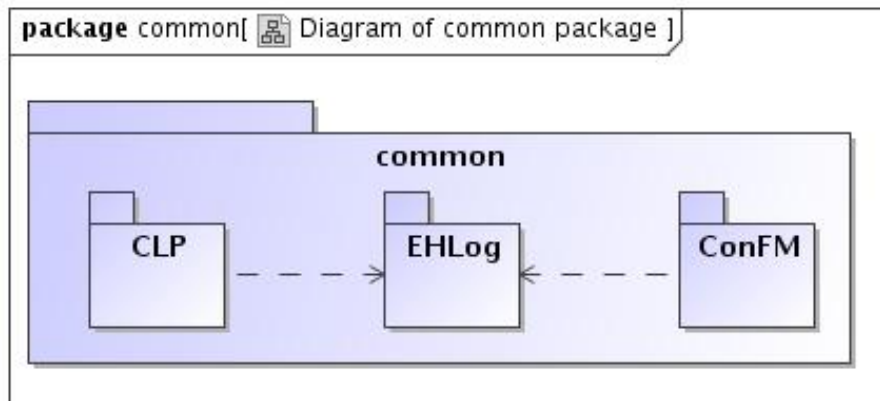 package common[ Diagram of common package ]
common
CLP
EHLog
ConFM